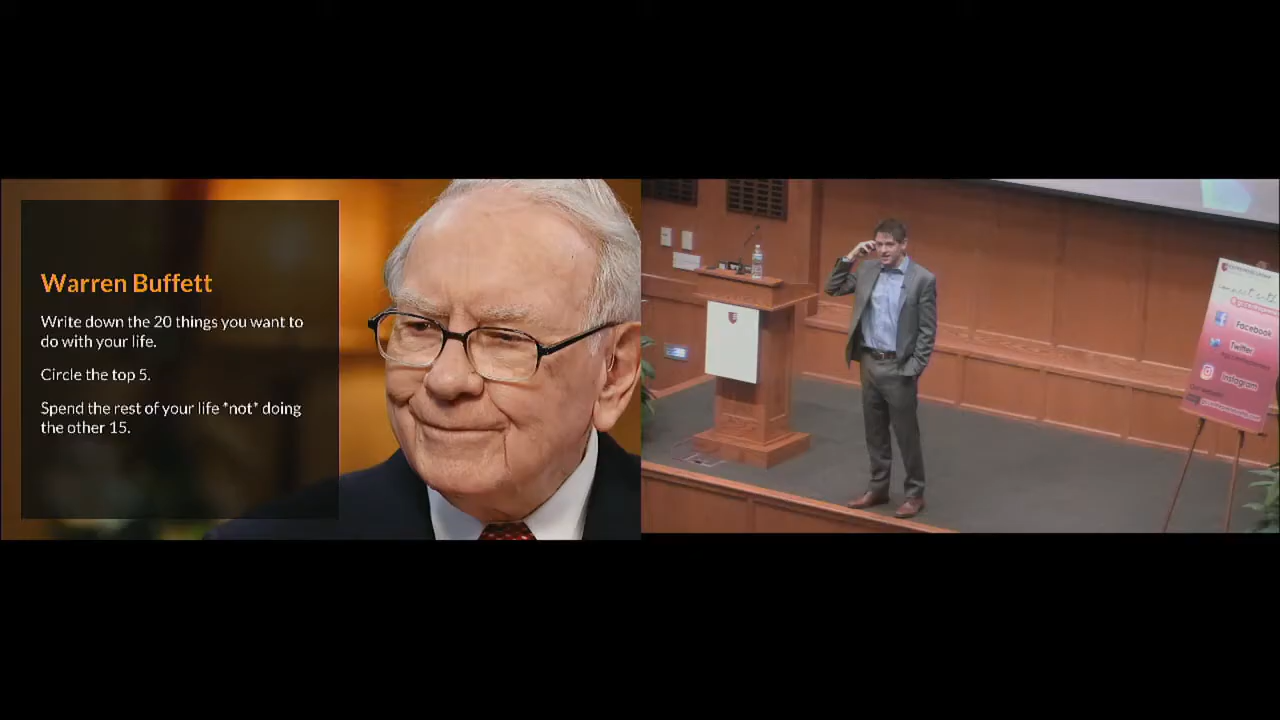 Warren Buffett
Write down the 20 things you want to
do with your life.
Circle the top 5.
Spend the rest of your life *not* doing
the other 15.
Facebook
Twitter
Instagram